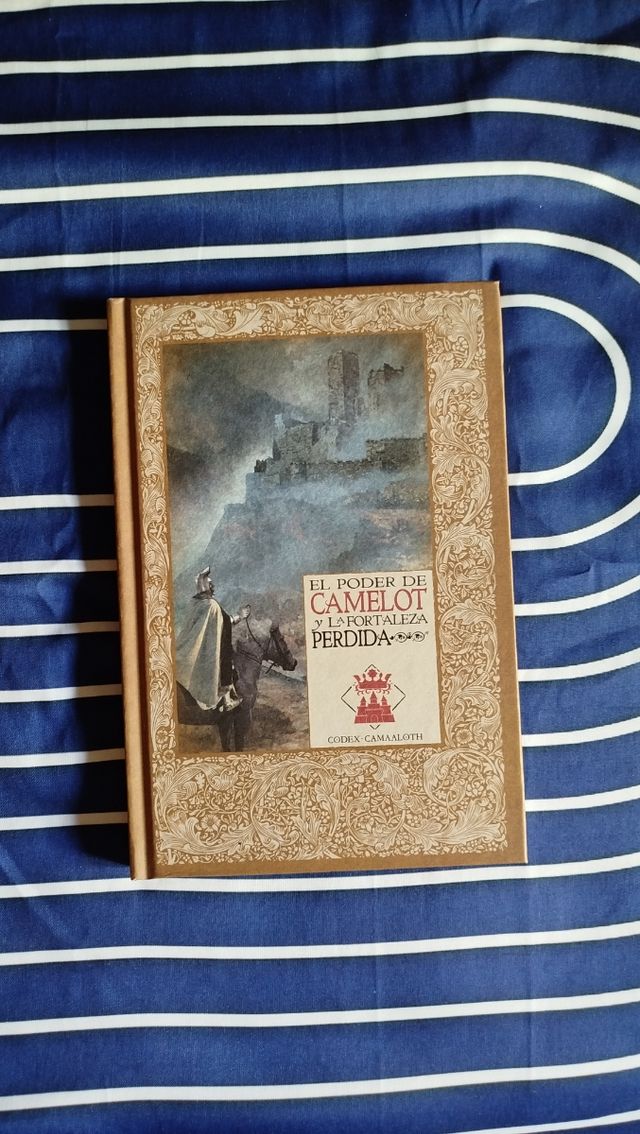 EL PODER DE
CAMELOT
y LA FORTALEZA
PERDIDA
CODEX-CAMAALOTH